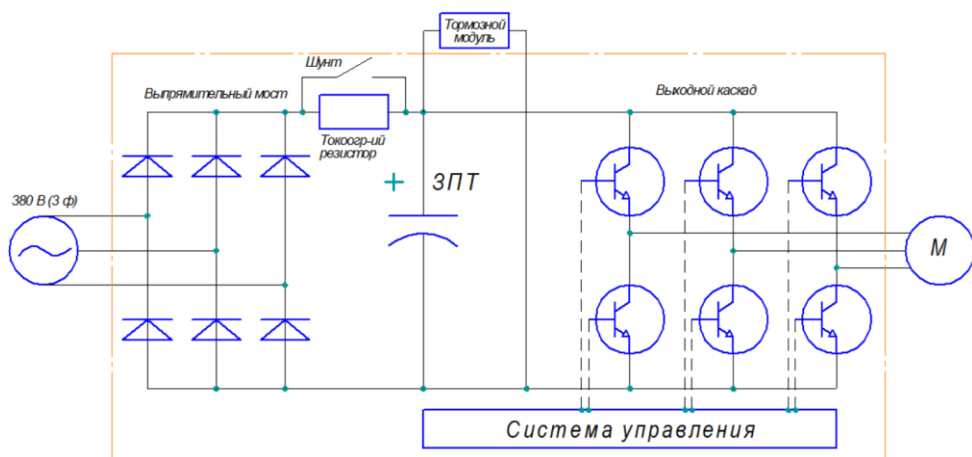 Тормозной
модуль
Шунт
Выпрямительный мост
Выходной каскад
Токоогр-ий
резистор
+ ЗПТ
380 В (3 ф)
М
Система управления